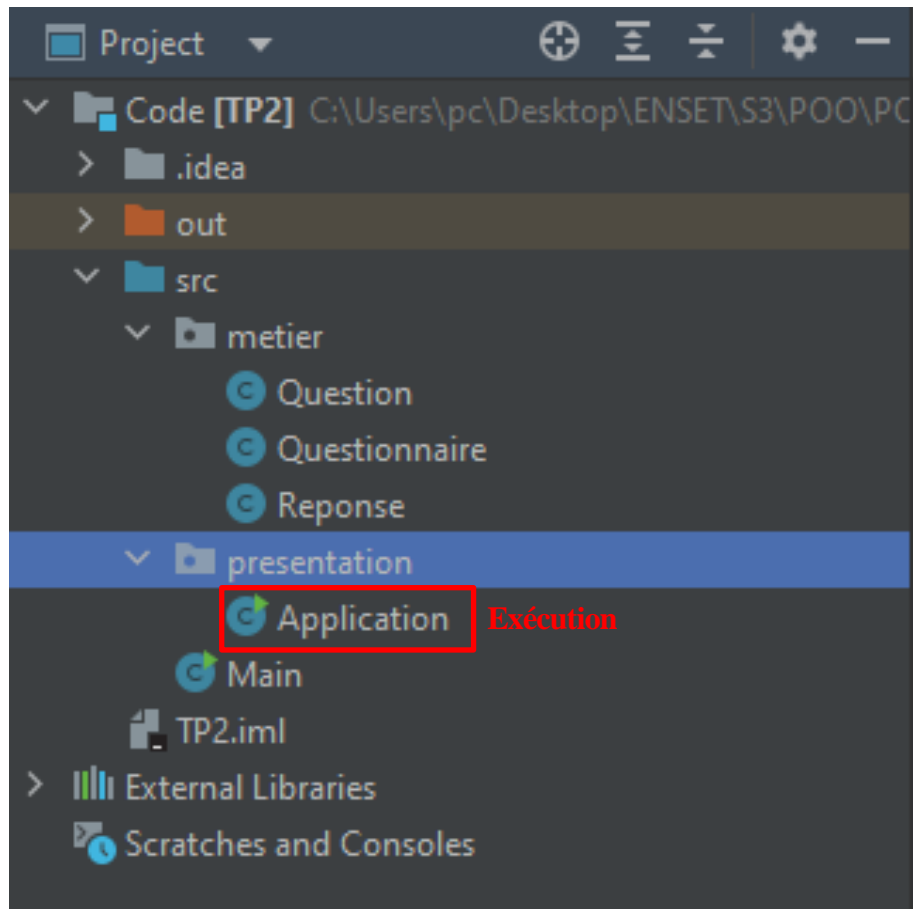 Project
Code [TP2] C:\Users\pc\Desktop\ENSET\S3\POO\PC
.idea
out
src
metier
Question
Questionnaire
Reponse
presentation
Application Exécution
Main
TP2.iml
External Libraries
Scratches and Consoles